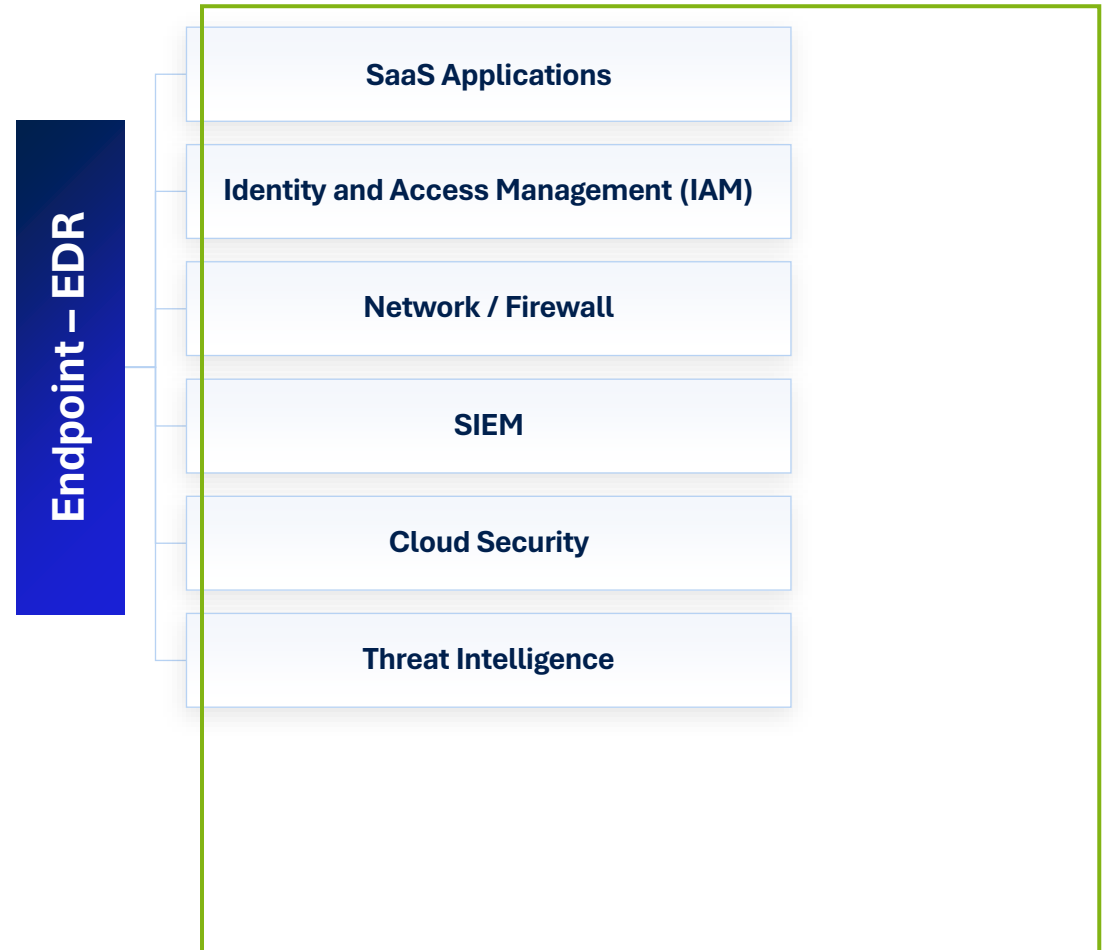 Endpoint – EDR
SaaS Applications
Identity and Access Management (IAM)
Network / Firewall
SIEM
Cloud Security
Threat Intelligence